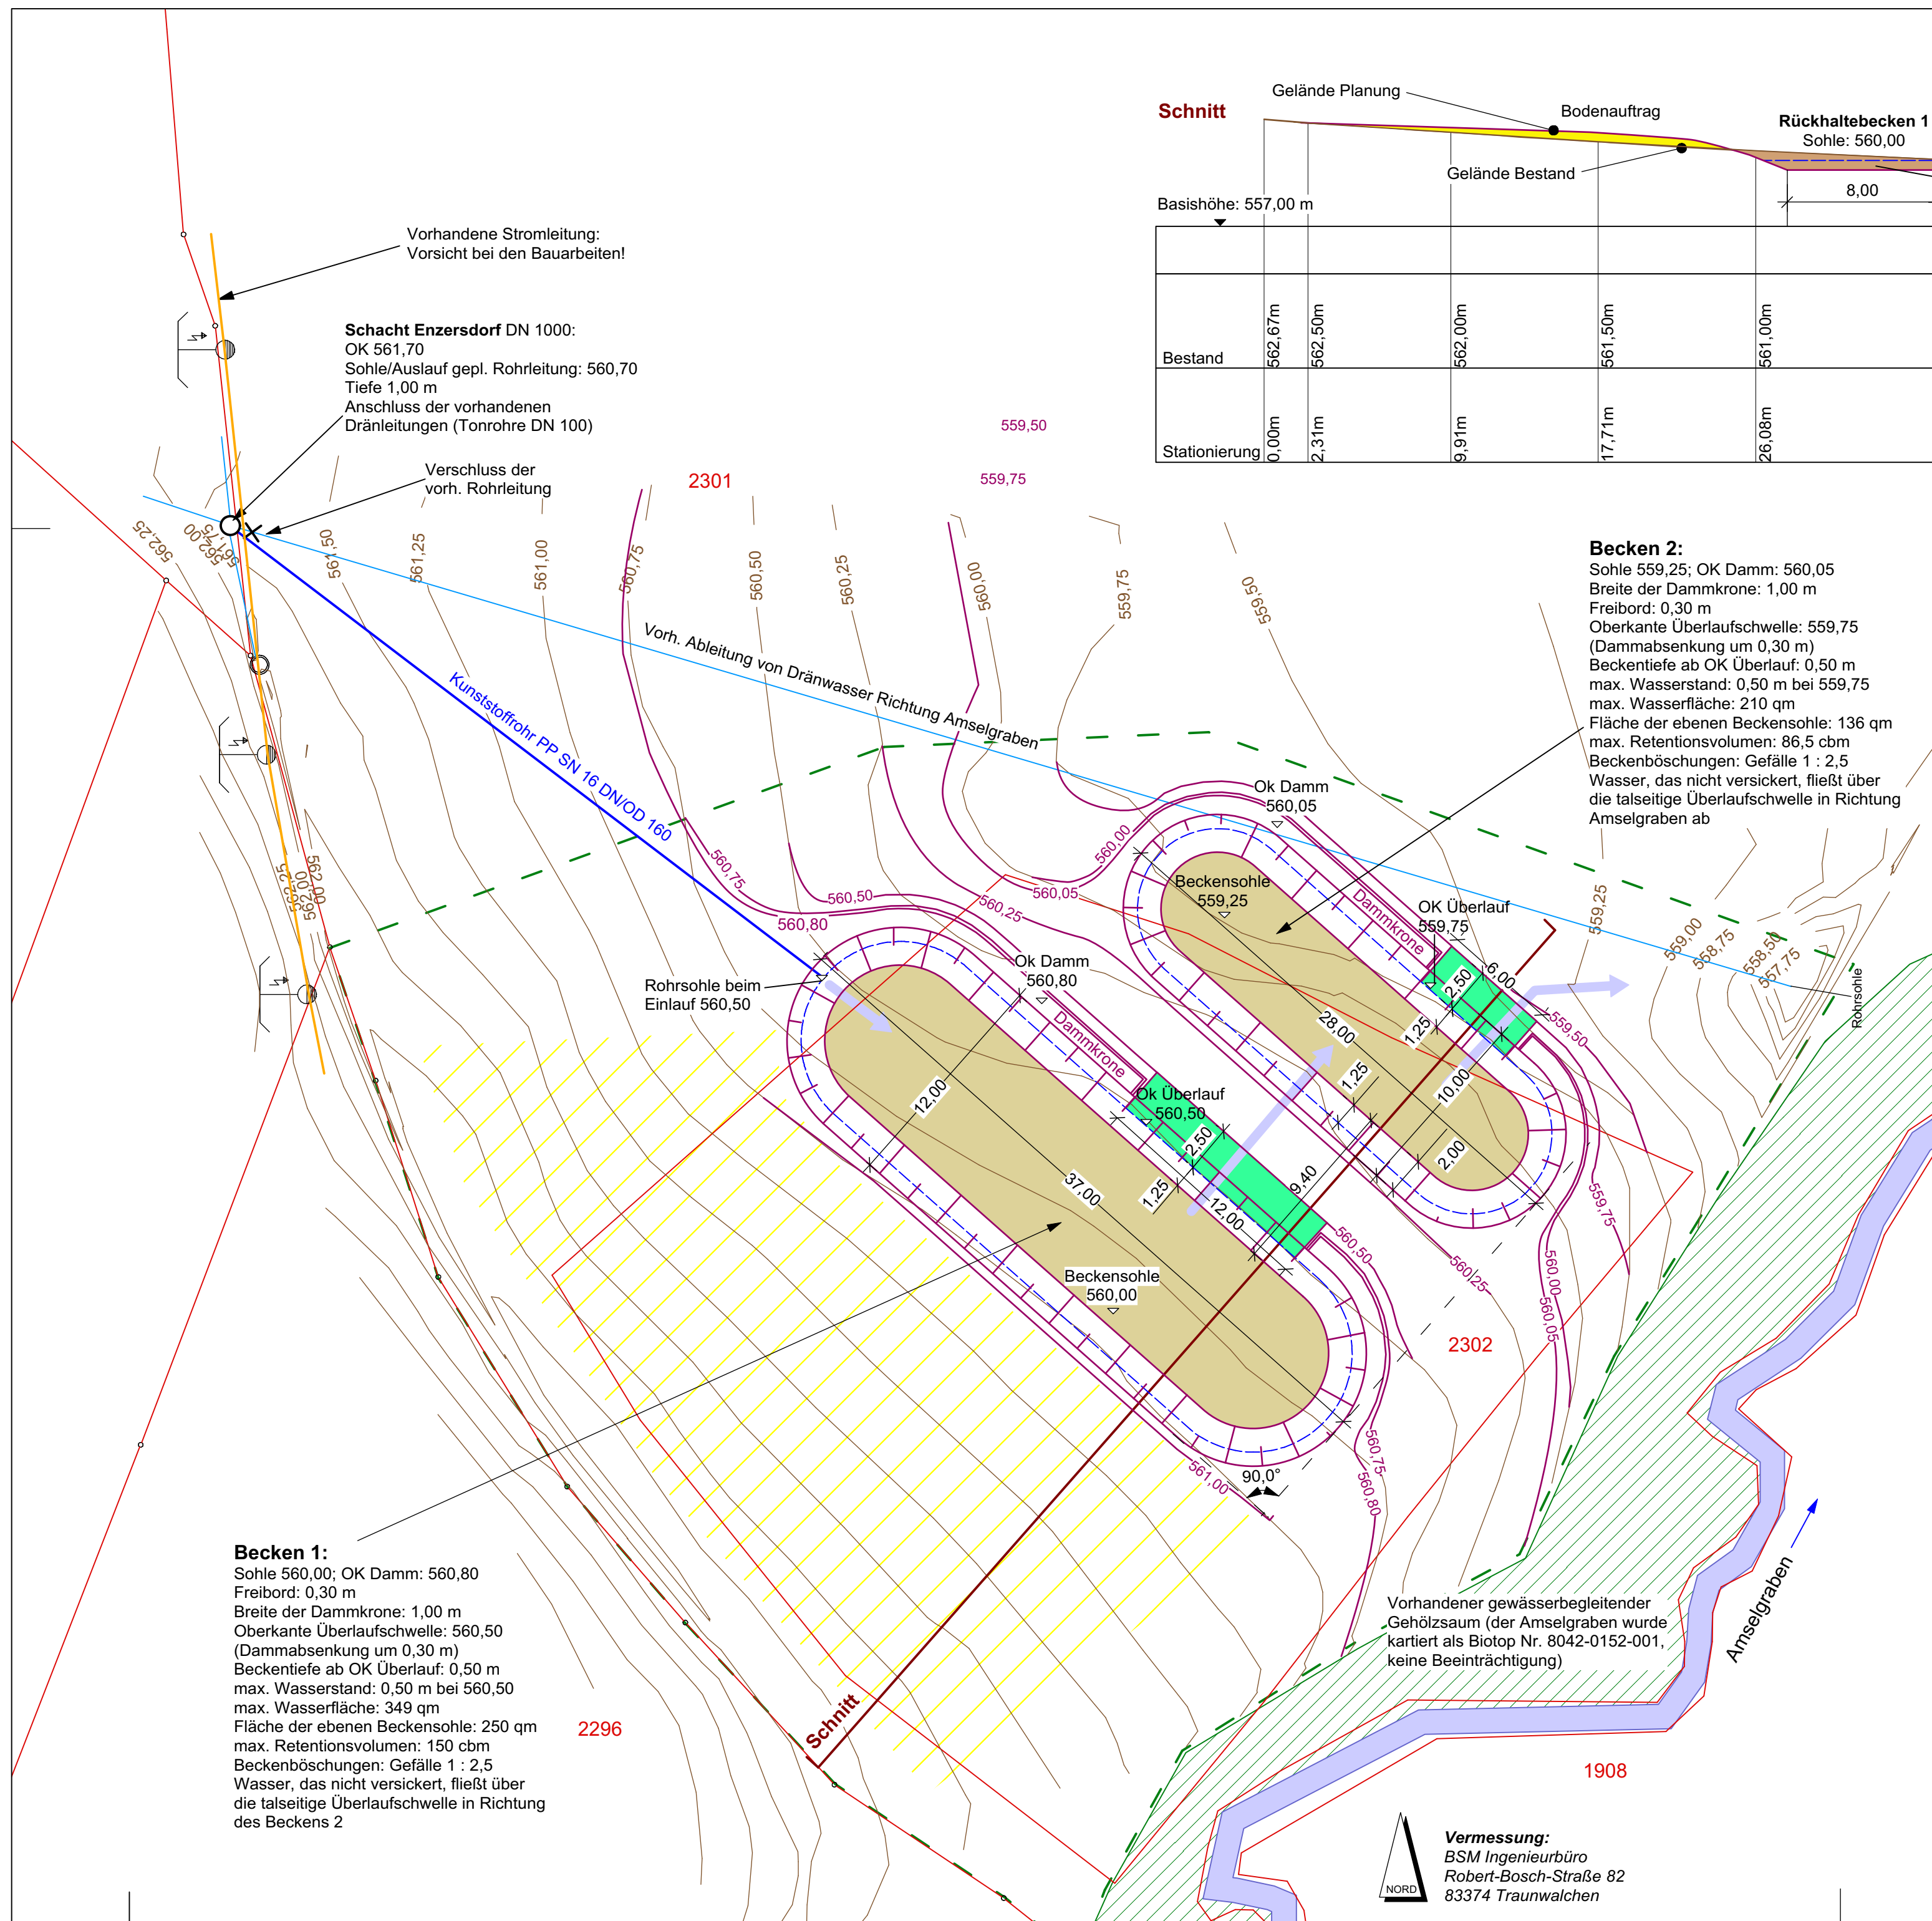 Schnitt
Gelände Planung
Bodenauftrag
Rückhaltebecken 1
Sohle: 560,00
Gelände Bestand
8,00
Basishöhe: 557,00 m
Bestand
562,67m
562,50m
562,00m
561,50m
561,00m
Stationierung
0,00m
2,31m
9,91m
17,71m
26,08m
Vorhandene Stromleitung:
Vorsicht bei den Bauarbeiten!
Schacht Enzersdorf DN 1000:
OK 561,70
Sohle/Auslauf gepl. Rohrleitung: 560,70
Tiefe 1,00 m
Anschluss der vorhandenen
Dränleitungen (Tonrohre DN 100)
Verschluss der
vorh. Rohrleitung
559,50
559,75
2301
562,25
562,00
561,75
561,50
561,25
561,00
560,75
560,50
560,25
560,00
559,75
559,50
Becken 2:
Sohle 559,25; OK Damm: 560,05
Breite der Dammkrone: 1,00 m
Freibord: 0,30 m
Oberkante Überlaufschwelle: 559,75
(Dammabsenkung um 0,30 m)
Beckentiefe ab OK Überlauf: 0,50 m
max. Wasserstand: 0,50 m bei 559,75
max. Wasserfläche: 210 qm
Fläche der ebenen Beckensohle: 136 qm
max. Retentionsvolumen: 86,5 cbm
Beckenböschungen: Gefälle 1 : 2,5
Wasser, das nicht versickert, fließt über
die talseitige Überlaufschwelle in Richtung
Amselgraben ab
Vorh. Ableitung von Dränwasser Richtung Amselgraben
Kunststoffrohr PP SN 16 DN/OD 160
Ok Damm
560,05
560,00
560,75
560,50
560,80
560,25
560,05
Beckensohle
559,25
Dammkrone
OK Überlauf
559,75
559,25
559,00
558,75
558,50
557,75
562,25
562,00
562,00
Rohrsohle beim
Einlauf 560,50
Ok Damm
560,80
Dammkrone
2,50
6,00
1,25
28,00
559,50
Rohrsohle
12,00
Ok Überlauf
560,50
1,25
10,00
2,50
2,00
9,40
1,25
12,00
37,00
559,75
560,50
560,25
560,00
560,05
Beckensohle
560,00
2302
561,00
90,0°
560,75
560,80
Becken 1:
Sohle 560,00; OK Damm: 560,80
Freibord: 0,30 m
Breite der Dammkrone: 1,00 m
Oberkante Überlaufschwelle: 560,50
(Dammabsenkung um 0,30 m)
Beckentiefe ab OK Überlauf: 0,50 m
max. Wasserstand: 0,50 m bei 560,50
max. Wasserfläche: 349 qm
Fläche der ebenen Beckensohle: 250 qm
max. Retentionsvolumen: 150 cbm
Beckenböschungen: Gefälle 1 : 2,5
Wasser, das nicht versickert, fließt über
die talseitige Überlaufschwelle in Richtung
des Beckens 2
2296
Schnitt
Vorhandener gewässerbegleitender
Gehölzsaum (der Amselgraben wurde
kartiert als Biotop Nr. 8042-0152-001,
keine Beeinträchtigung)
Amselgraben
1908
NORD
Vermessung:
BSM Ingenieurbüro
Robert-Bosch-Straße 82
83374 Traunwalchen